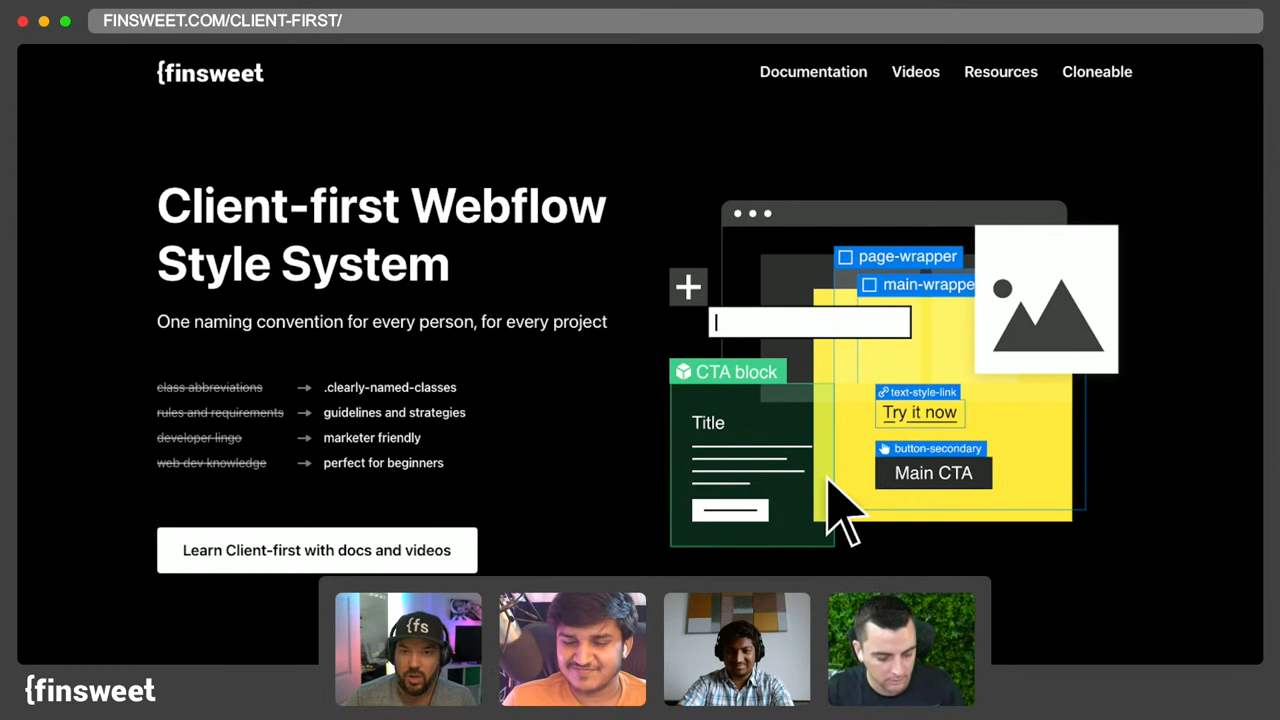 FINSWEET.COM/CLIENT-FIRST/
{finsweet
Documentation Videos Resources Cloneable
Client-first Webflow
Style System
One naming convention for every person, for every project
class abbreviations → .clearly-named-classes
rules and requirements → guidelines and strategies
developer lingo → marketer friendly
web dev knowledge → perfect for beginners
Learn Client-first with docs and videos
page-wrapper
main-wrappe
CTA block
Title
text-style-link
Try it now
button-secondary
Main CTA
{fs
{finsweet